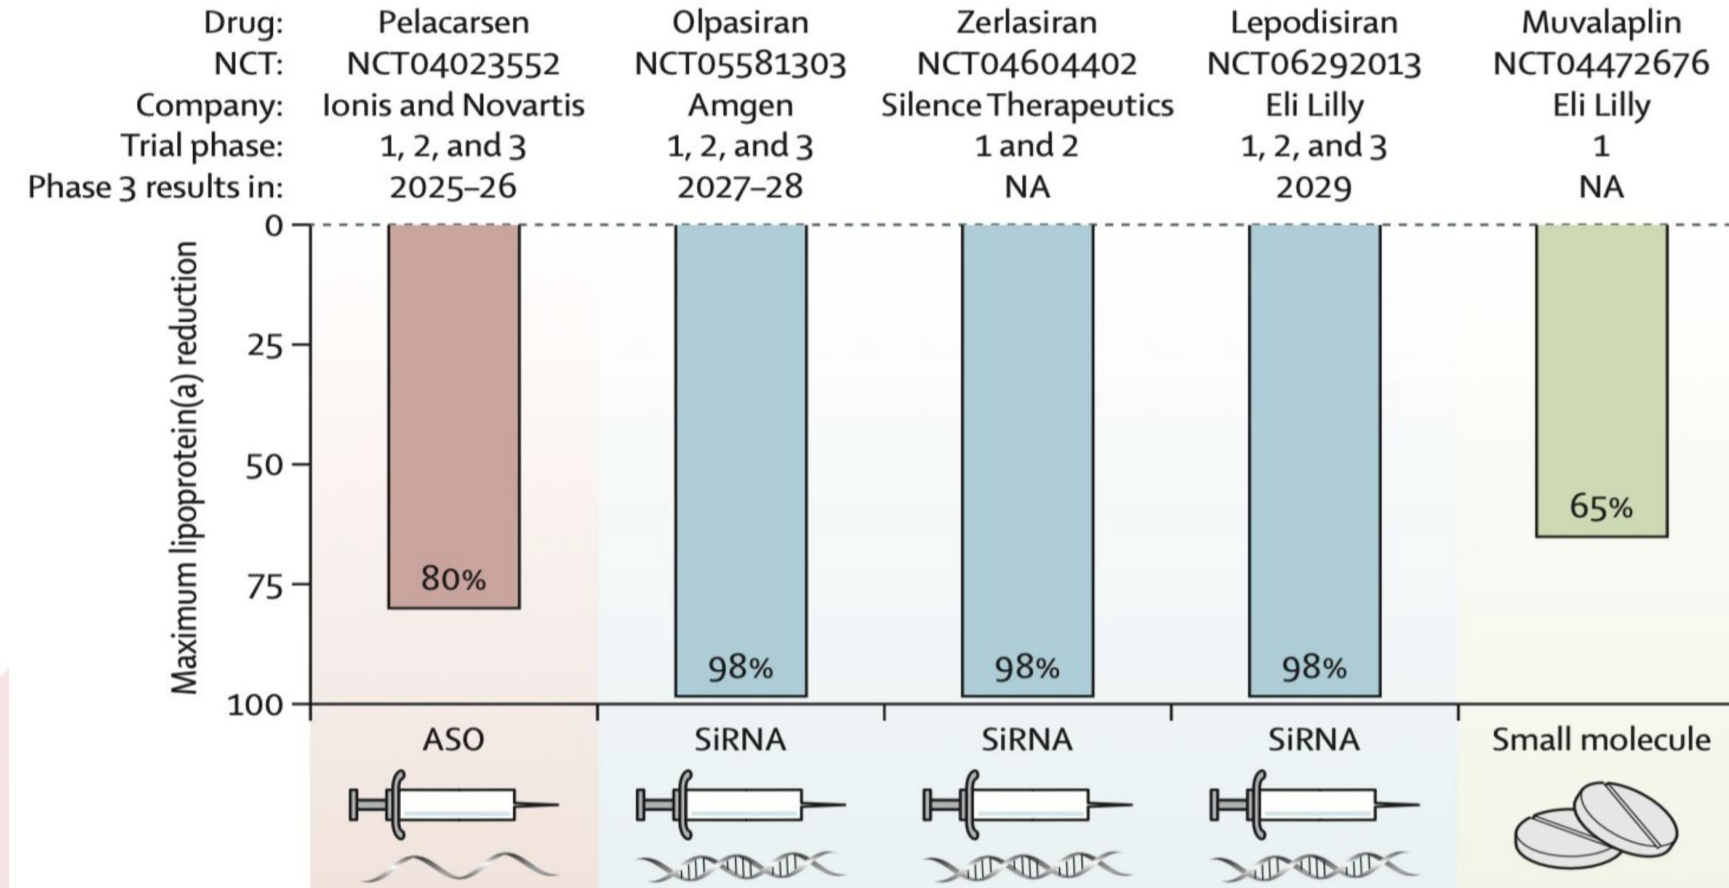 Drug: Pelacarsen Olpasiran Zerlasiran Lepodisiran Muvalaplin
NCT: NCT04023552 NCT05581303 NCT04604402 NCT06292013 NCT04472676
Company: Ionis and Novartis Amgen Silence Therapeutics Eli Lilly Eli Lilly
Trial phase: 1, 2, and 3 1, 2, and 3 1 and 2 1, 2, and 3 1
Phase 3 results in: 2025–26 2027–28 NA 2029 NA
Maximum lipoprotein(a) reduction
0
25
50
75
100
80%
98%
98%
98%
65%
ASO SiRNA SiRNA SiRNA Small molecule